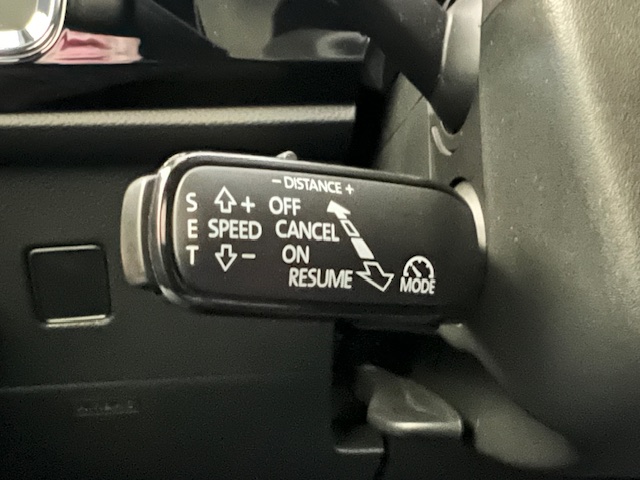 − DISTANCE +
S + OFF
E SPEED CANCEL
T − ON
RESUME
MODE